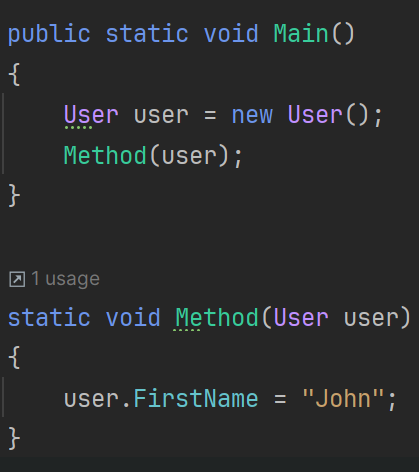 public static void Main()
{
    User user = new User();
    Method(user);
}
1 usage
static void Method(User user)
{
    user.FirstName = "John";
}